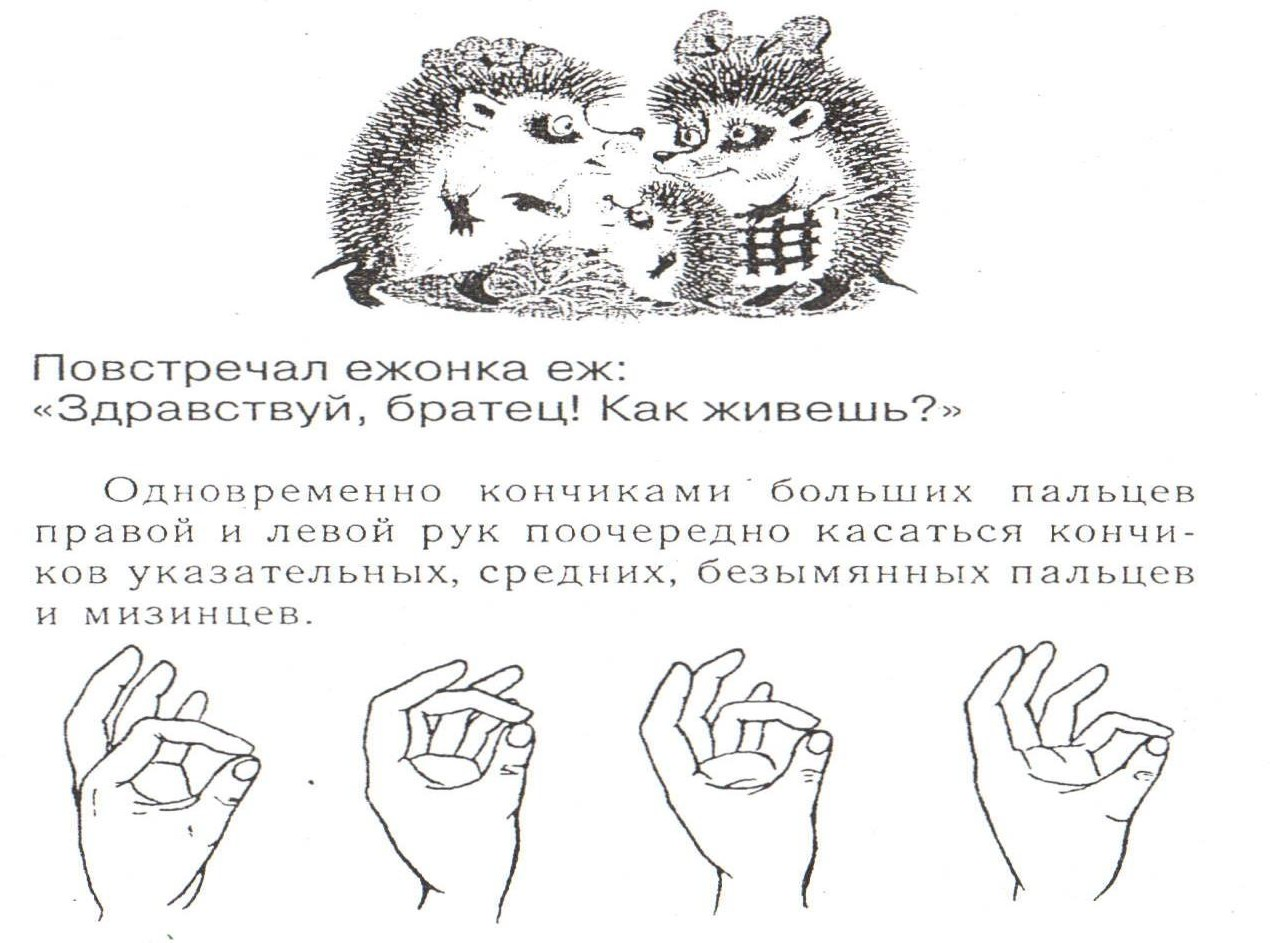 Повстречал ежонка еж:
«Здравствуй, братец! Как живешь?»
Одновременно кончиками больших пальцев
правой и левой рук поочередно касаться кончи-
ков указательных, средних, безымянных пальцев
и мизинцев.